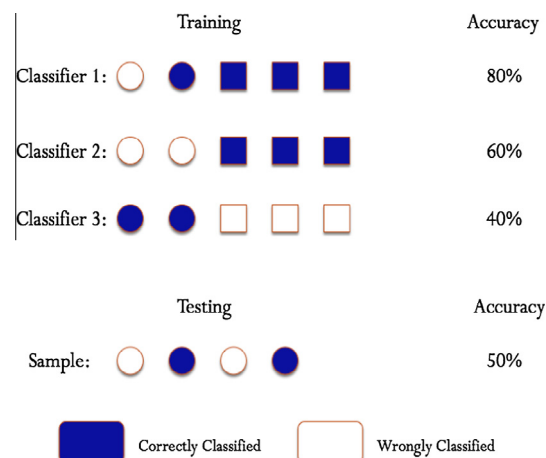 Training Accuracy
Classifier 1: 80%
Classifier 2: 60%
Classifier 3: 40%
Testing Accuracy
Sample: 50%
Correctly Classified Wrongly Classified